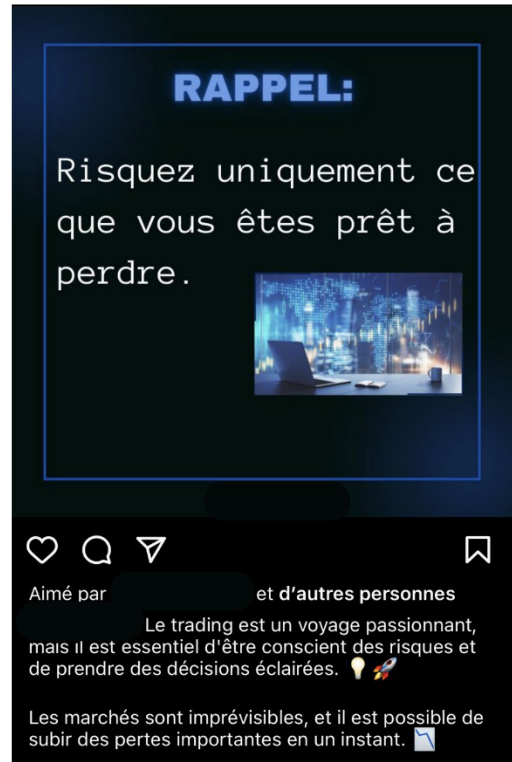 RAPPEL:
Risquez uniquement ce
que vous êtes prêt à
perdre.
Aimé par et d'autres personnes
Le trading est un voyage passionnant,
mais il est essentiel d'être conscient des risques et
de prendre des décisions éclairées. 💡 🚀
Les marchés sont imprévisibles, et il est possible de
subir des pertes importantes en un instant. 📉